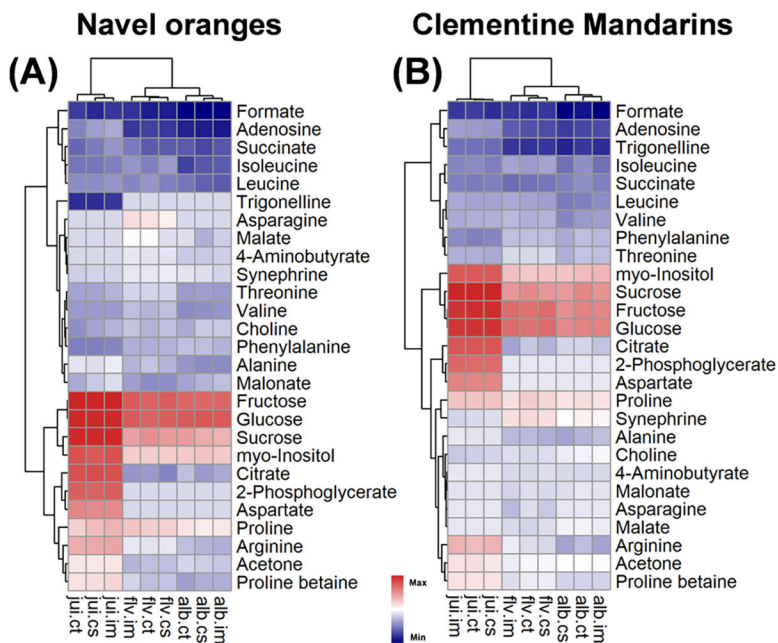 Navel oranges
Clementine Mandarins
(A)
Formate
Adenosine
Succinate
Isoleucine
Leucine
Trigonelline
Asparagine
Malate
4-Aminobutyrate
Synephrine
Threonine
Valine
Choline
Phenylalanine
Alanine
Malonate
Fructose
Glucose
Sucrose
myo-Inositol
Citrate
2-Phosphoglycerate
Aspartate
Proline
Arginine
Acetone
Proline betaine
jui.ct
jui.cs
jui.im
flv.im
flv.ct
flv.cs
alb.ct
alb.cs
alb.im
(B)
Formate
Adenosine
Trigonelline
Isoleucine
Succinate
Leucine
Valine
Phenylalanine
Threonine
myo-Inositol
Sucrose
Fructose
Glucose
Citrate
2-Phosphoglycerate
Aspartate
Proline
Synephrine
Alanine
Choline
4-Aminobutyrate
Malonate
Asparagine
Malate
Arginine
Acetone
Proline betaine
jui.im
jui.ct
jui.cs
flv.im
flv.ct
flv.cs
alb.cs
alb.ct
alb.im
Max
Min